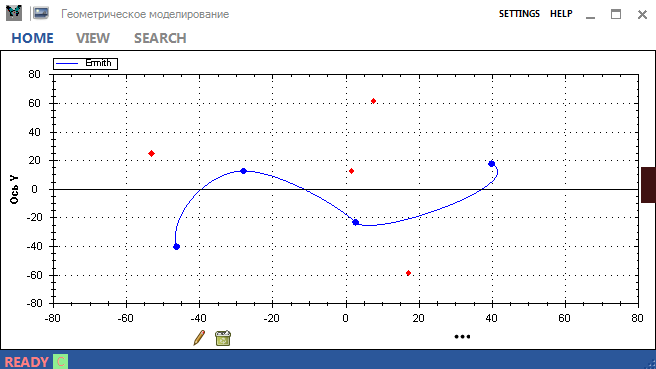 Геометрическое моделирование
SETTINGS HELP
HOME VIEW SEARCH
Ermith
Ось Y
80
60
40
20
0
-20
-40
-60
-80
-80 -60 -40 -20 0 20 40 60 80
READY C